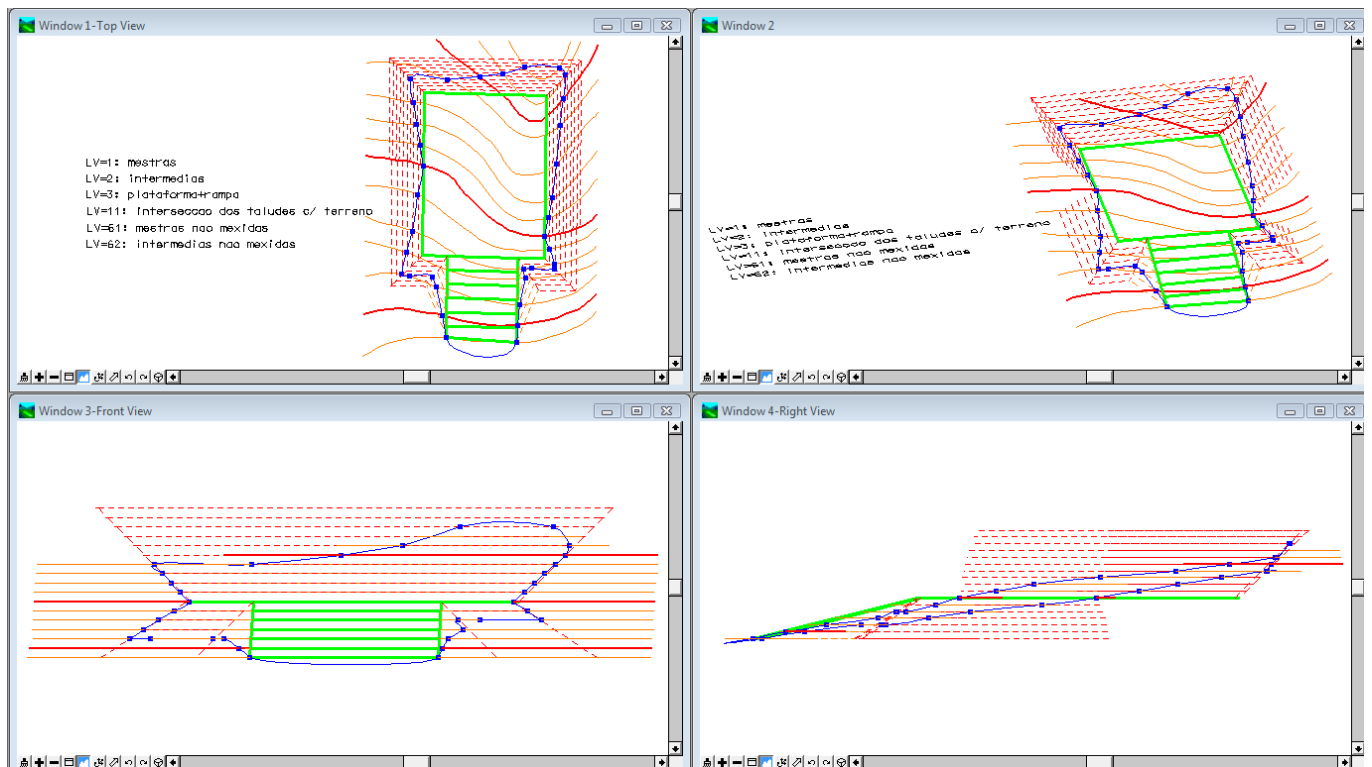 Window 1-Top View
LV=1: mestras
LV=2: intermedias
LV=3: plataforma+rampa
LV=11: interseccao dos taludes c/ terreno
LV=61: mestras nao mexidas
LV=62: intermedias nao mexidas
Window 2
LV=1: mestras
LV=2: intermedias
LV=3: plataforma+rampa
LV=11: interseccao dos taludes c/ terreno
LV=61: mestras nao mexidas
LV=62: intermedias nao mexidas
Window 3-Front View
Window 4-Right View